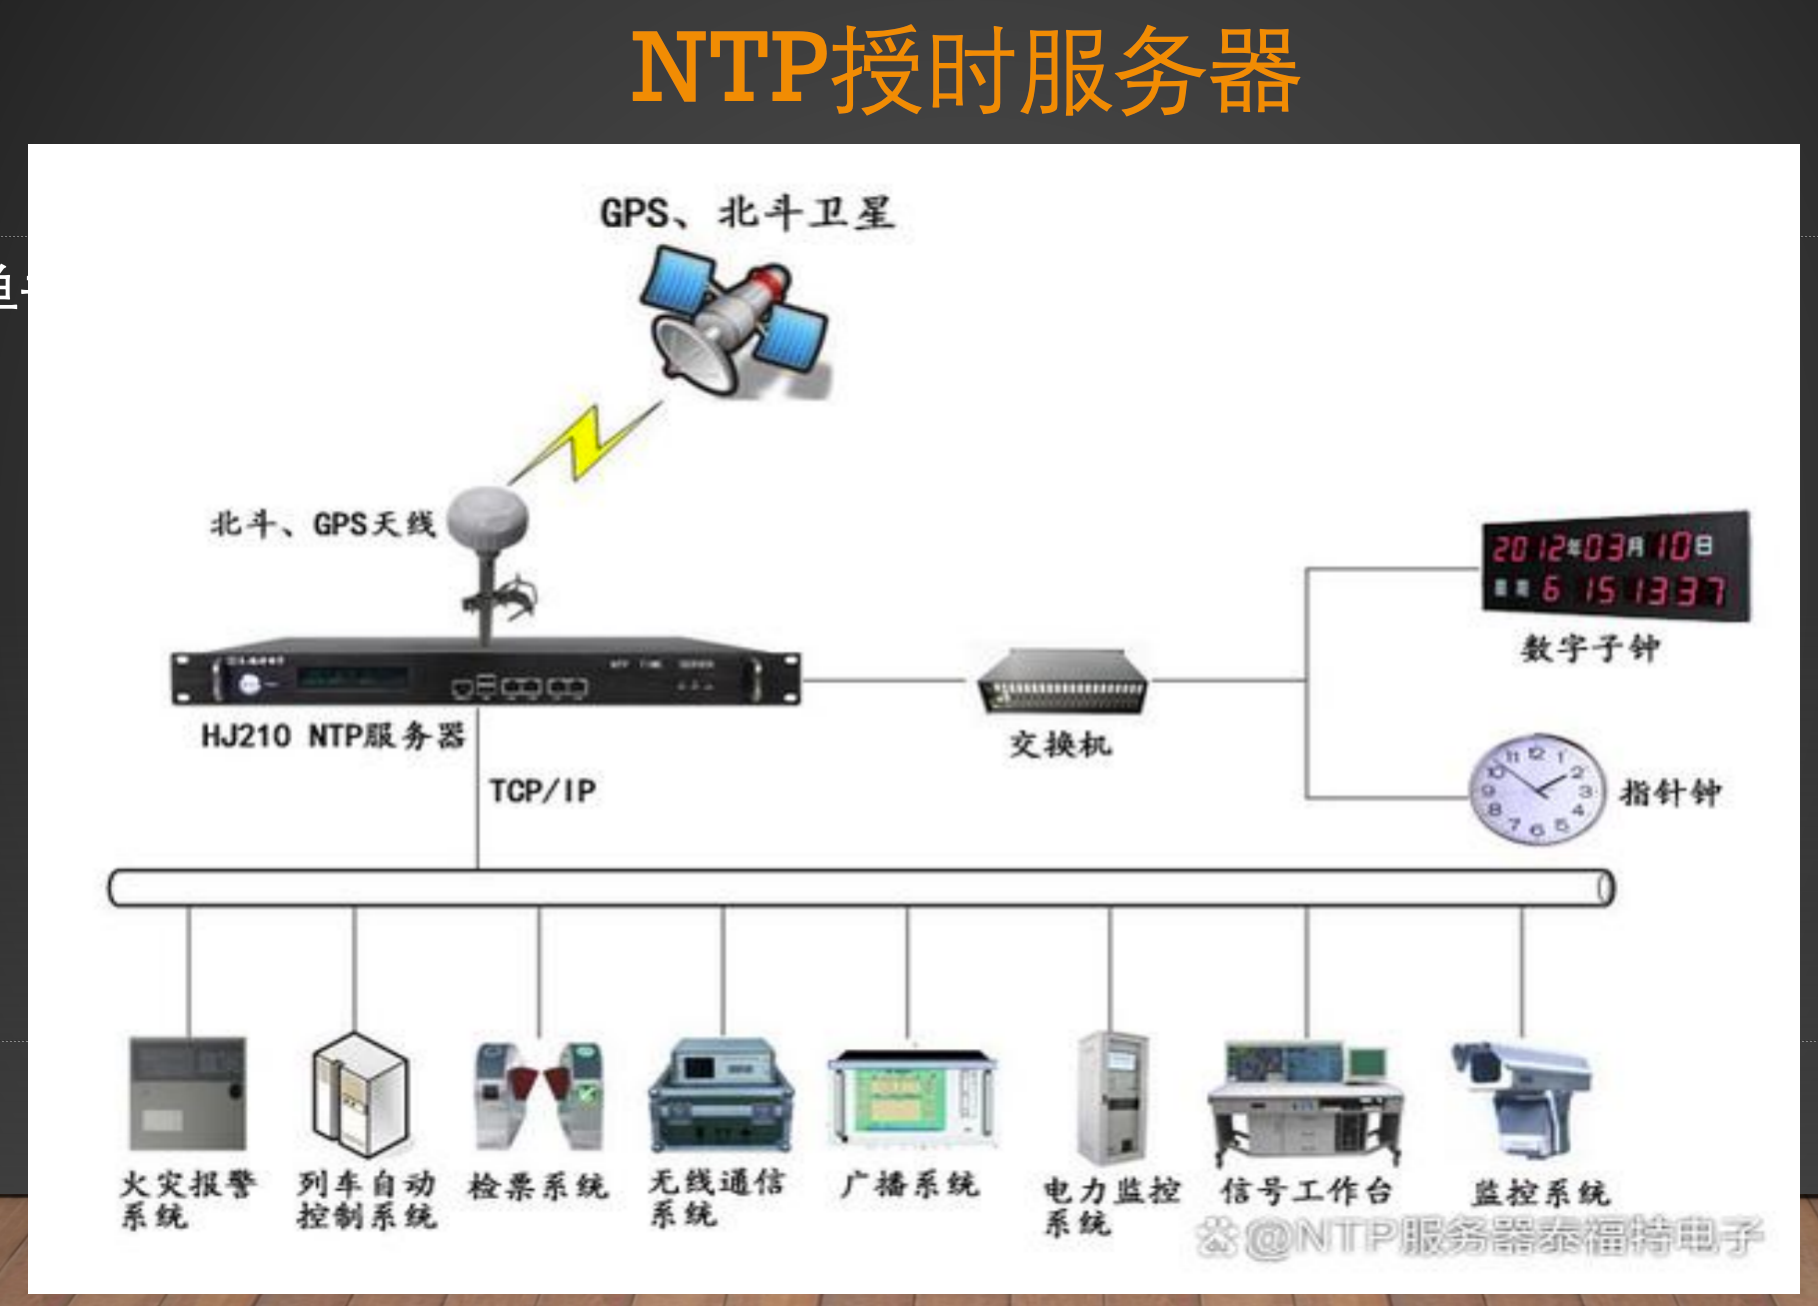 NTP授时服务器
GPS、北斗卫星
北斗、GPS天线
2012年03月10日
6 151337
数字子钟
NTP TIME SERVER
HJ210 NTP服务器
交换机
指针钟
12
1
2
3
4
5
6
7
8
9
10
11
TCP/IP
火灾报警
系统
列车自动
控制系统
检票系统
无线通信
系统
广播系统
电力监控
系统
信号工作台
监控系统
@NTP服务器泰福特电子